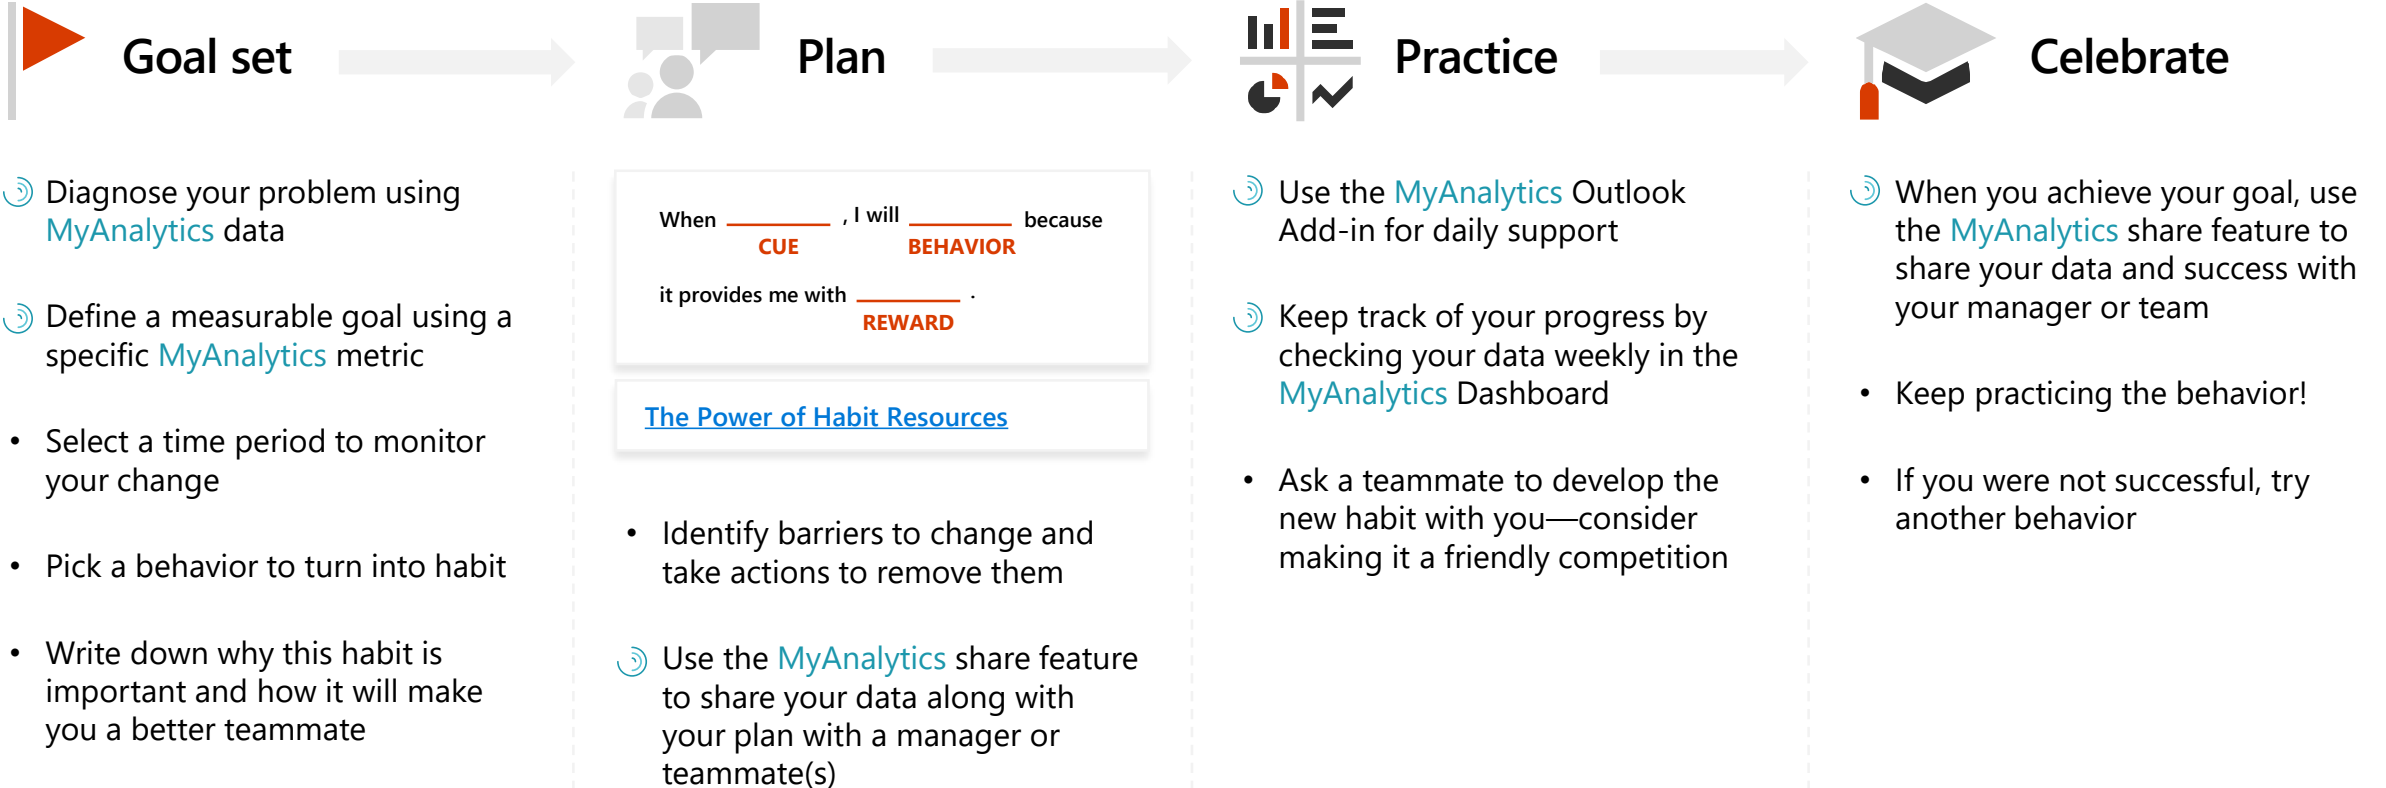 Goal set
Diagnose your problem using
MyAnalytics data
Define a measurable goal using a
specific MyAnalytics metric
• Select a time period to monitor
your change
• Pick a behavior to turn into habit
• Write down why this habit is
important and how it will make
you a better teammate
Plan
When ________ , I will ________ because
CUE BEHAVIOR
it provides me with ________ .
REWARD
The Power of Habit Resources
• Identify barriers to change and
take actions to remove them
Use the MyAnalytics share feature
to share your data along with
your plan with a manager or
teammate(s)
Practice
Use the MyAnalytics Outlook
Add-in for daily support
Keep track of your progress by
checking your data weekly in the
MyAnalytics Dashboard
• Ask a teammate to develop the
new habit with you—consider
making it a friendly competition
Celebrate
When you achieve your goal, use
the MyAnalytics share feature to
share your data and success with
your manager or team
• Keep practicing the behavior!
• If you were not successful, try
another behavior